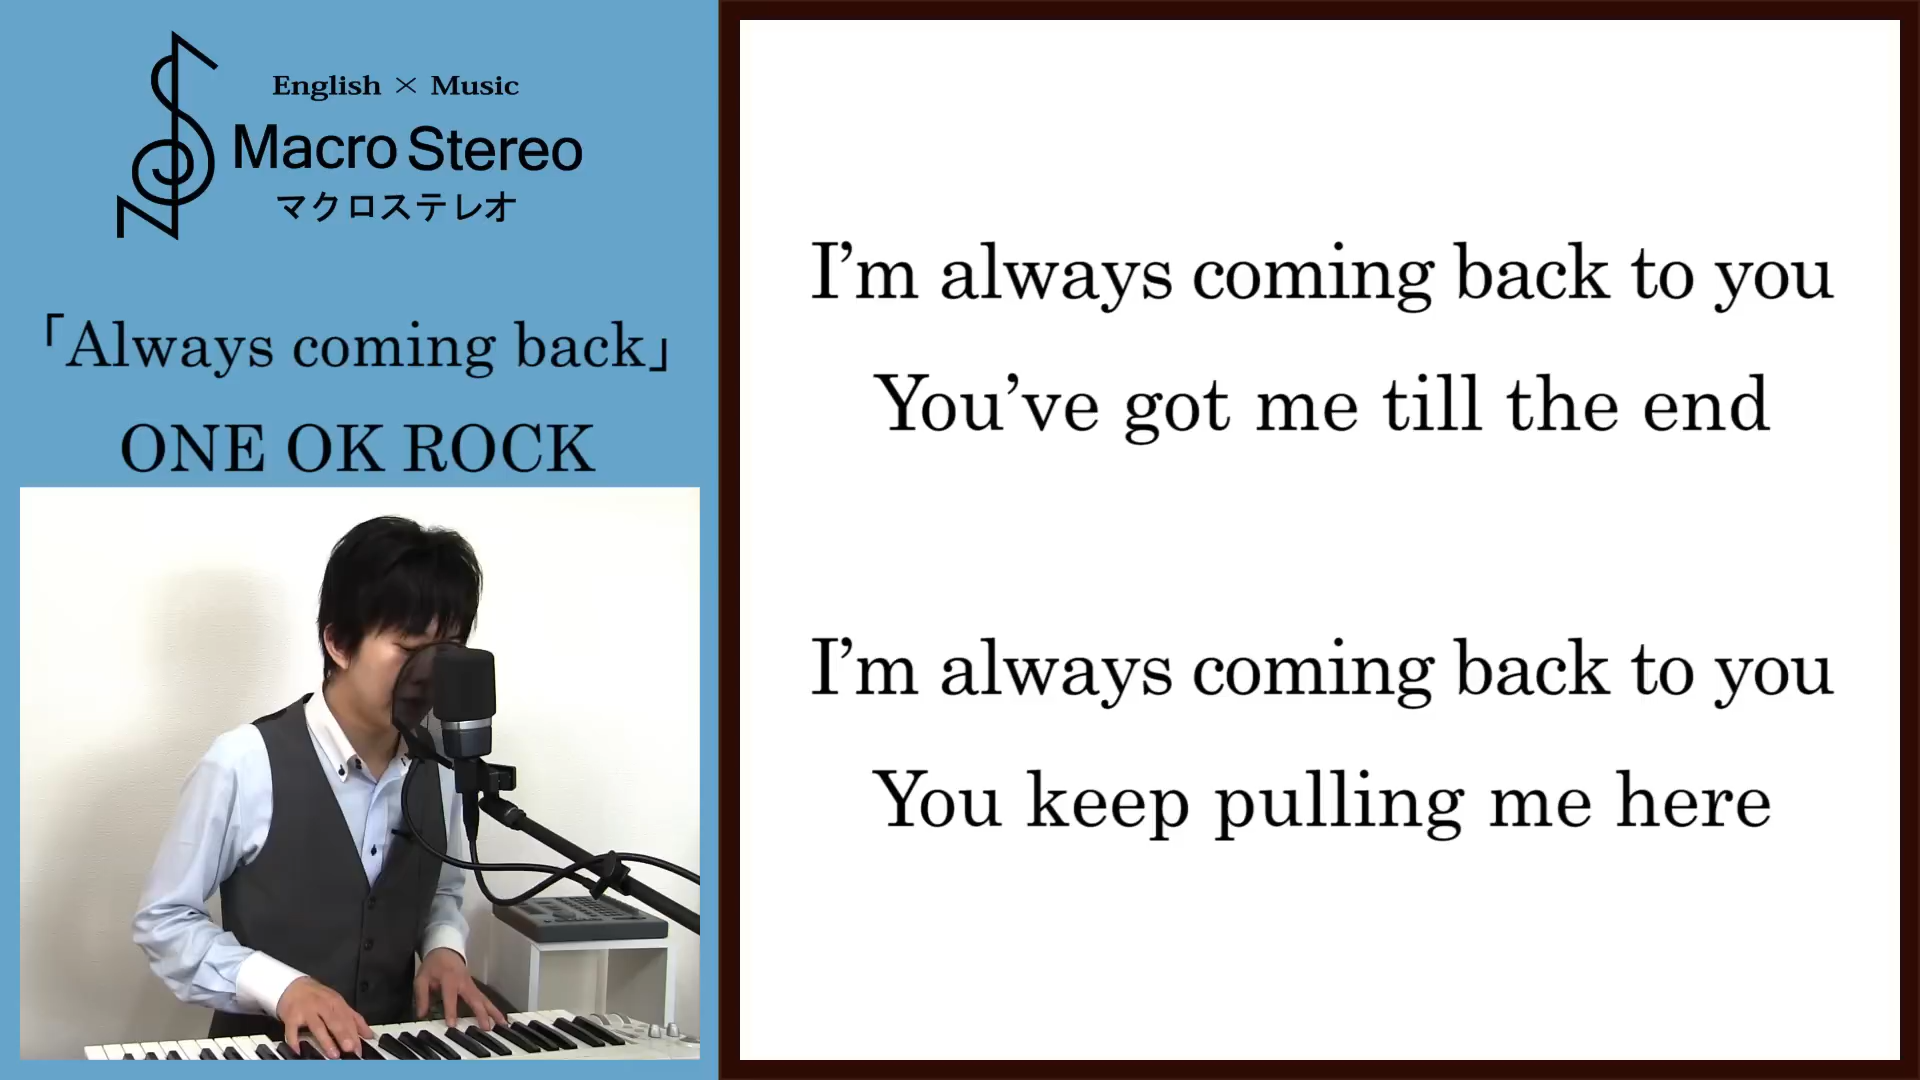 English × Music
Macro Stereo
マクロステレオ
「Always coming back」
ONE OK ROCK
I’m always coming back to you
You’ve got me till the end
I’m always coming back to you
You keep pulling me here